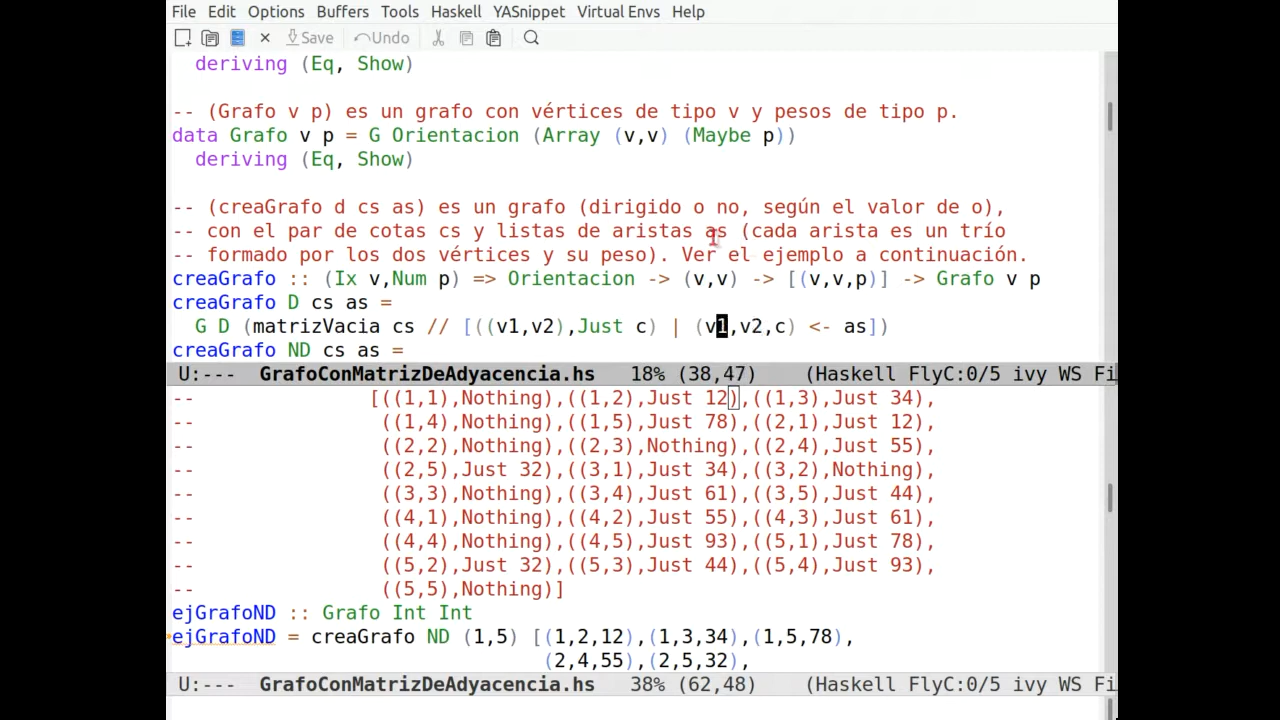 File Edit Options Buffers Tools Haskell YASnippet Virtual Envs Help
Save Undo
deriving (Eq, Show)
-- (Grafo v p) es un grafo con vértices de tipo v y pesos de tipo p.
data Grafo v p = G Orientacion (Array (v,v) (Maybe p))
deriving (Eq, Show)
-- (creaGrafo d cs as) es un grafo (dirigido o no, según el valor de o),
-- con el par de cotas cs y listas de aristas as (cada arista es un trío
-- formado por los dos vértices y su peso). Ver el ejemplo a continuación.
creaGrafo :: (Ix v,Num p) => Orientacion -> (v,v) -> [(v,v,p)] -> Grafo v p
creaGrafo D cs as =
G D (matrizVacia cs // [((v1,v2),Just c) | (v1,v2,c) <- as])
creaGrafo ND cs as =
U:--- GrafoConMatrizDeAdyacencia.hs 18% (38,47) (Haskell FlyC:0/5 ivy WS Fi
-- [((1,1),Nothing),((1,2),Just 12),((1,3),Just 34),
-- ((1,4),Nothing),((1,5),Just 78),((2,1),Just 12),
-- ((2,2),Nothing),((2,3),Nothing),((2,4),Just 55),
-- ((2,5),Just 32),((3,1),Just 34),((3,2),Nothing),
-- ((3,3),Nothing),((3,4),Just 61),((3,5),Just 44),
-- ((4,1),Nothing),((4,2),Just 55),((4,3),Just 61),
-- ((4,4),Nothing),((4,5),Just 93),((5,1),Just 78),
-- ((5,2),Just 32),((5,3),Just 44),((5,4),Just 93),
-- ((5,5),Nothing)]
ejGrafoND :: Grafo Int Int
ejGrafoND = creaGrafo ND (1,5) [(1,2,12),(1,3,34),(1,5,78),
(2,4,55),(2,5,32),
U:--- GrafoConMatrizDeAdyacencia.hs 38% (62,48) (Haskell FlyC:0/5 ivy WS Fi